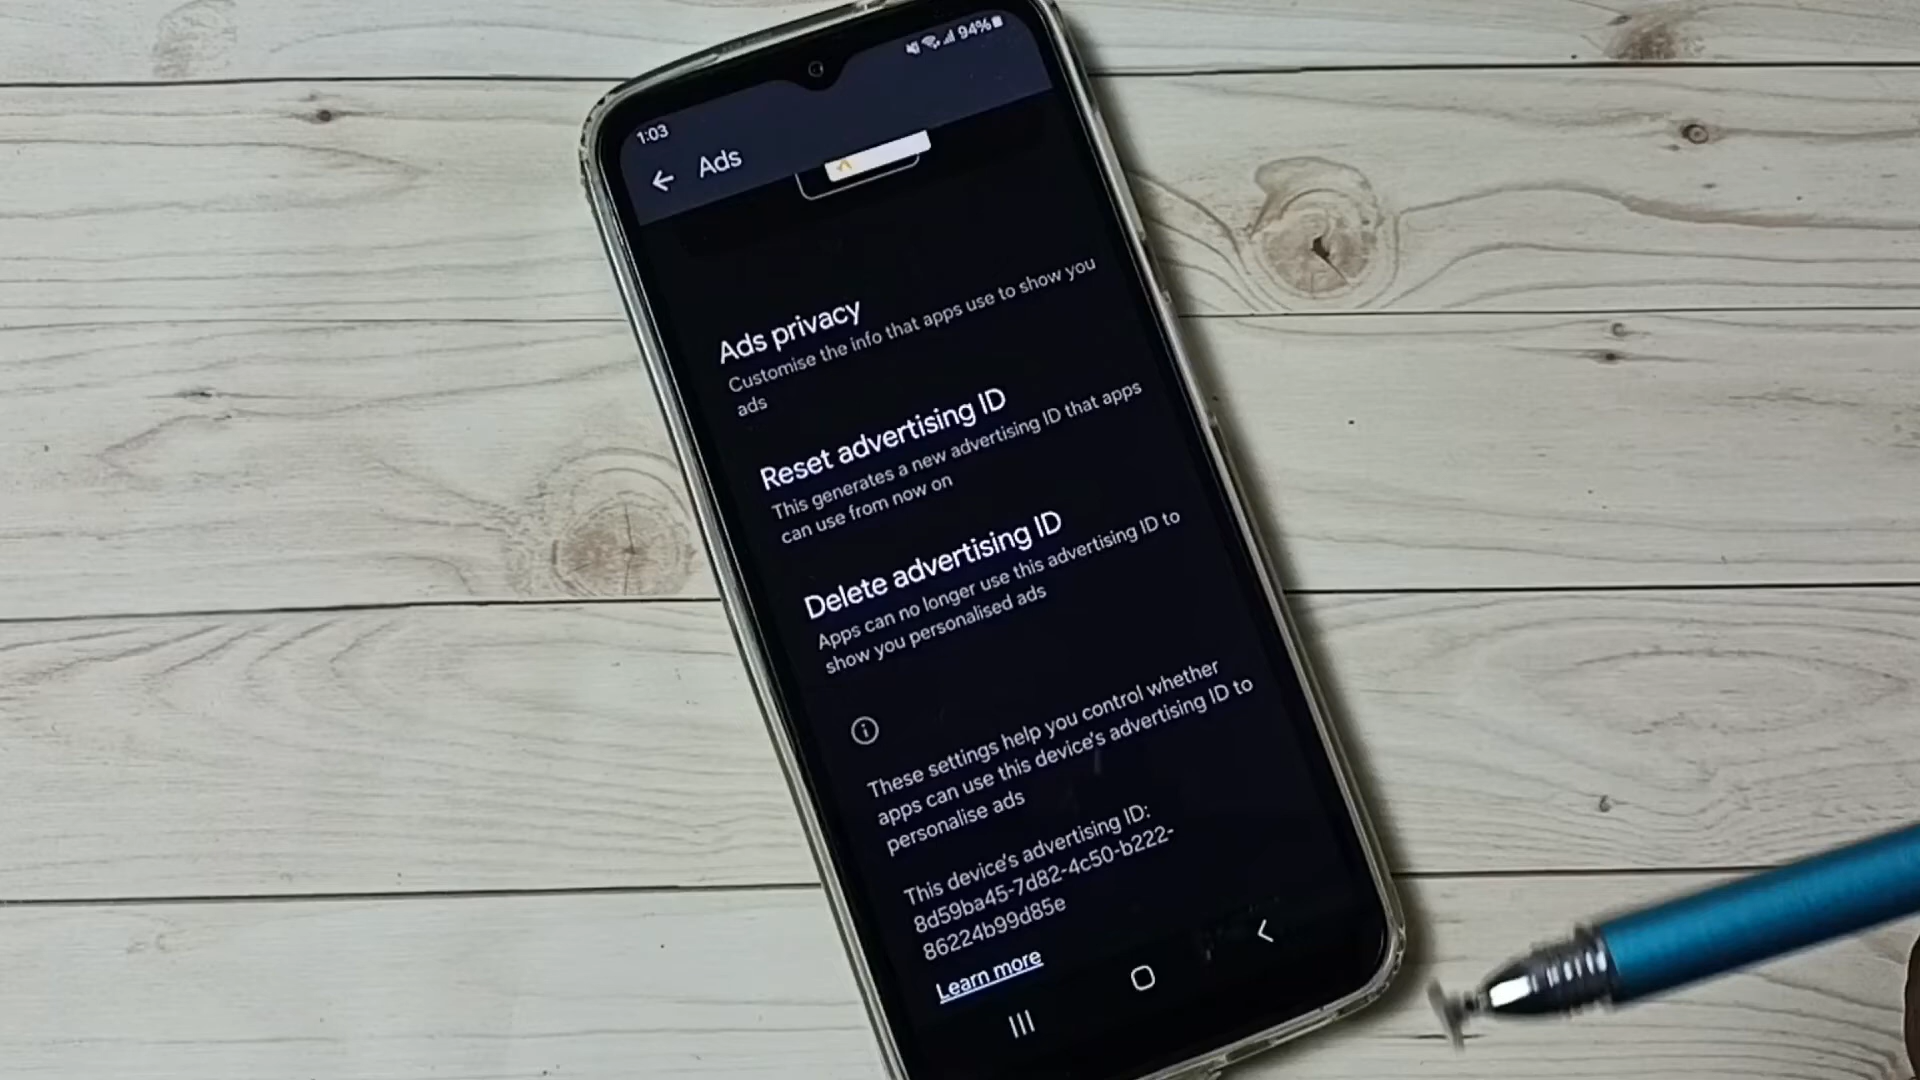 1:03
94%
Ads
Ads privacy
Customise the info that apps use to show you
ads
Reset advertising ID
This generates a new advertising ID that apps
can use from now on
Delete advertising ID
Apps can no longer use this advertising ID to
show you personalised ads
These settings help you control whether
apps can use this device's advertising ID to
personalise ads
This device's advertising ID:
8d59ba45-7d82-4c50-b222-
86224b99d85e
Learn more